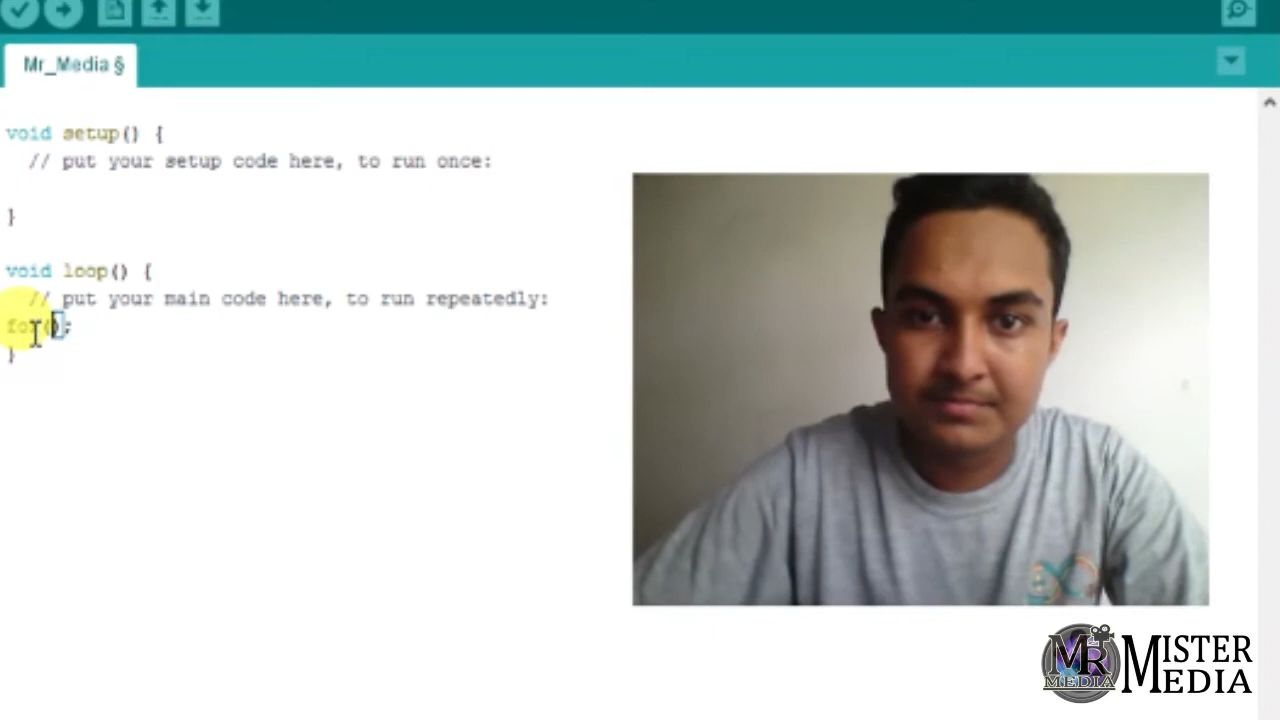 Mr_Media §
void setup() {
// put your setup code here, to run once:
}
void loop() {
// put your main code here, to run repeatedly:
for();
}
MR
MEDIA
MISTER
MEDIA